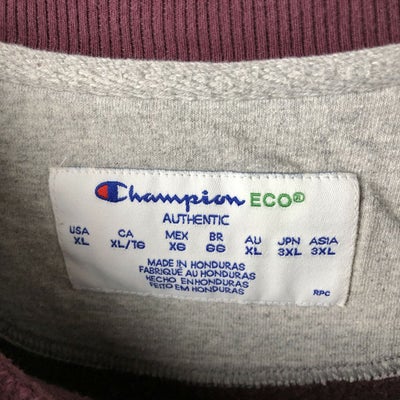 Champion ECO®
AUTHENTIC
USA CA MEX BR AU JPN ASIA
XL XL/TG XG GG XL 3XL 3XL
MADE IN HONDURAS
FABRIQUÉ AU HONDURAS
HECHO EN HONDURAS
FEITO EM HONDURAS
RPC